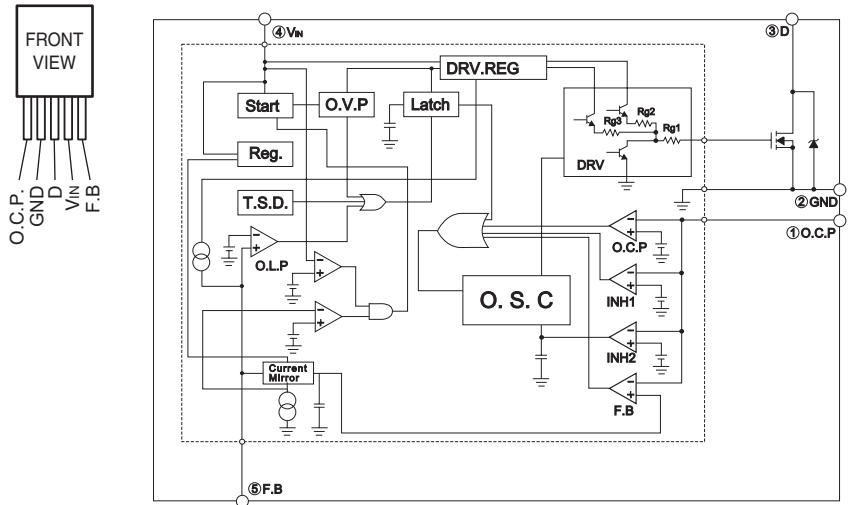 FRONT
VIEW
O.C.P.
GND
D
VIN
F.B
④VIN
③D
DRV.REG
Start
O.V.P
Latch
Rg2
Rg3
Rg1
DRV
Reg.
T.S.D.
②GND
①O.C.P
O.L.P
O.C.P
INH1
O. S. C
INH2
Current
Mirror
F.B
⑤F.B